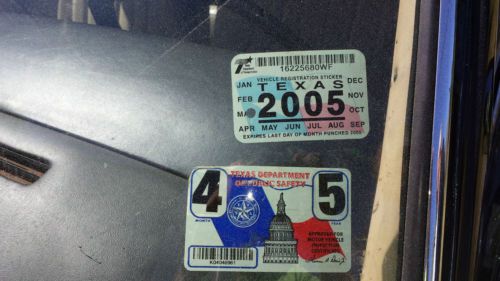 16225680WF
VEHICLE REGISTRATION STICKER
JAN TEXAS DEC
FEB 2005 NOV
MA OCT
APR MAY JUN JUL AUG SEP
EXPIRES LAST DAY OF MONTH PUNCHED 2005
TEXAS DEPARTMENT
OF PUBLIC SAFETY
4 5
MONTH YEAR
APPROVED FOR
MOTOR VEHICLE
INSPECTION
CERTIFICATE